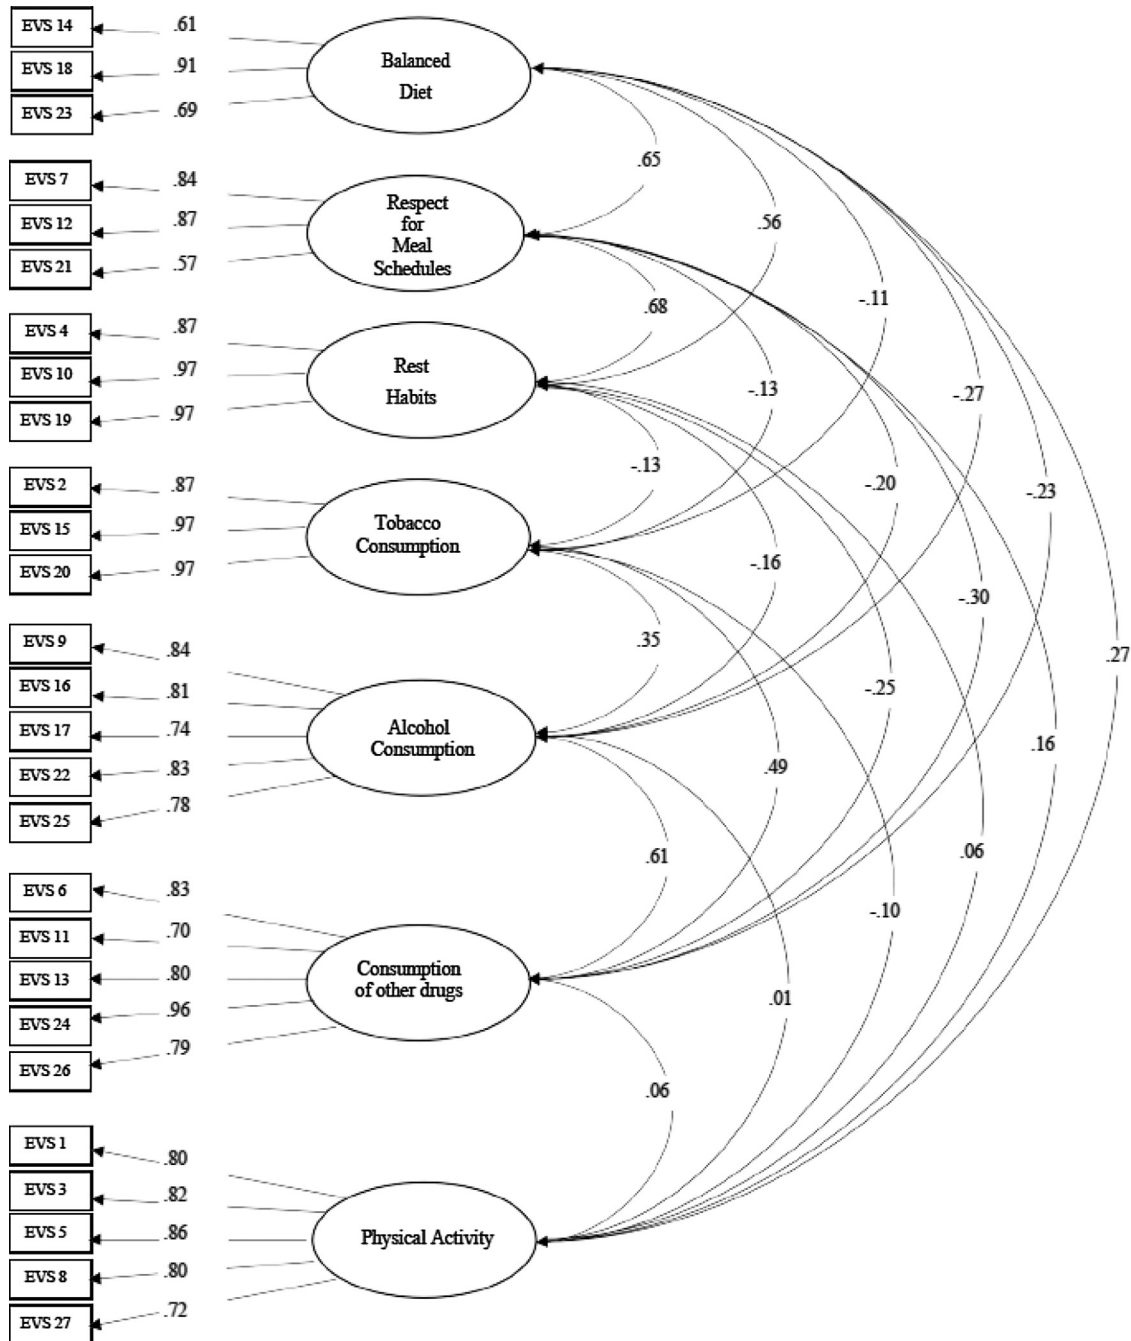 EVS 14
.61
EVS 18
.91
EVS 23
.69
Balanced
Diet
EVS 7
.84
EVS 12
.87
EVS 21
.57
Respect
for
Meal
Schedules
EVS 4
.87
EVS 10
.97
EVS 19
.97
Rest
Habits
EVS 2
.87
EVS 15
.97
EVS 20
.97
Tobacco
Consumption
EVS 9
.84
EVS 16
.81
EVS 17
.74
EVS 22
.83
EVS 25
.78
Alcohol
Consumption
EVS 6
.83
EVS 11
.70
EVS 13
.80
EVS 24
.96
EVS 26
.79
Consumption
of other drugs
EVS 1
.80
EVS 3
.82
EVS 5
.86
EVS 8
.80
EVS 27
.72
Physical Activity
.65
.56
-.11
.68
-.13
-.27
-.13
-.20
-.23
-.16
-.30
.35
.27
-.25
.16
.49
.61
.06
-.10
.01
.06